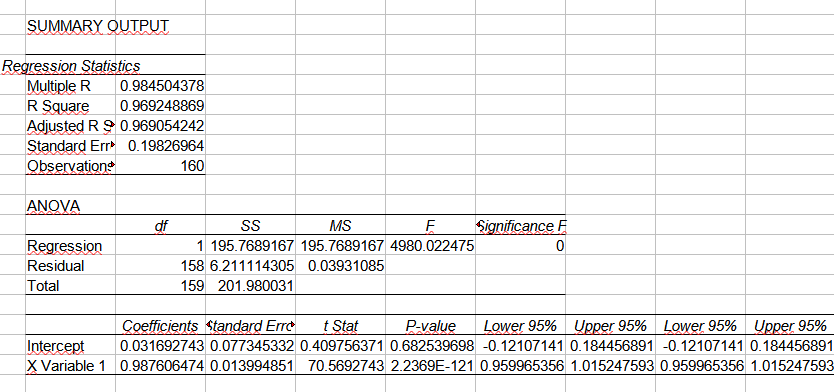 SUMMARY OUTPUT
Regression Statistics
Multiple R 0.984504378
R Square 0.969248869
Adjusted R S 0.969054242
Standard Err 0.19826964
Observations 160
ANOVA
df SS MS F Significance F
Regression 1 195.7689167 195.7689167 4980.022475 0
Residual 158 6.211114305 0.03931085
Total 159 201.980031
Coefficients tandard Erro t Stat P-value Lower 95% Upper 95% Lower 95% Upper 95%
Intercept 0.031692743 0.077345332 0.409756371 0.682539698 -0.12107141 0.184456891 -0.12107141 0.184456891
X Variable 1 0.987606474 0.013994851 70.5692743 2.2369E-121 0.959965356 1.015247593 0.959965356 1.015247593